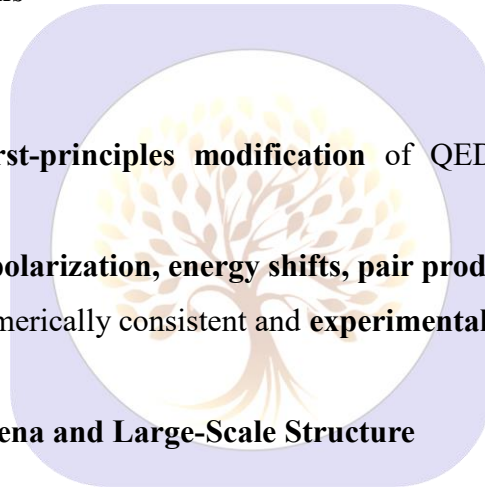 rst-principles modification of QED
polarization, energy shifts, pair prod
merically consistent and experimental
ena and Large-Scale Structure